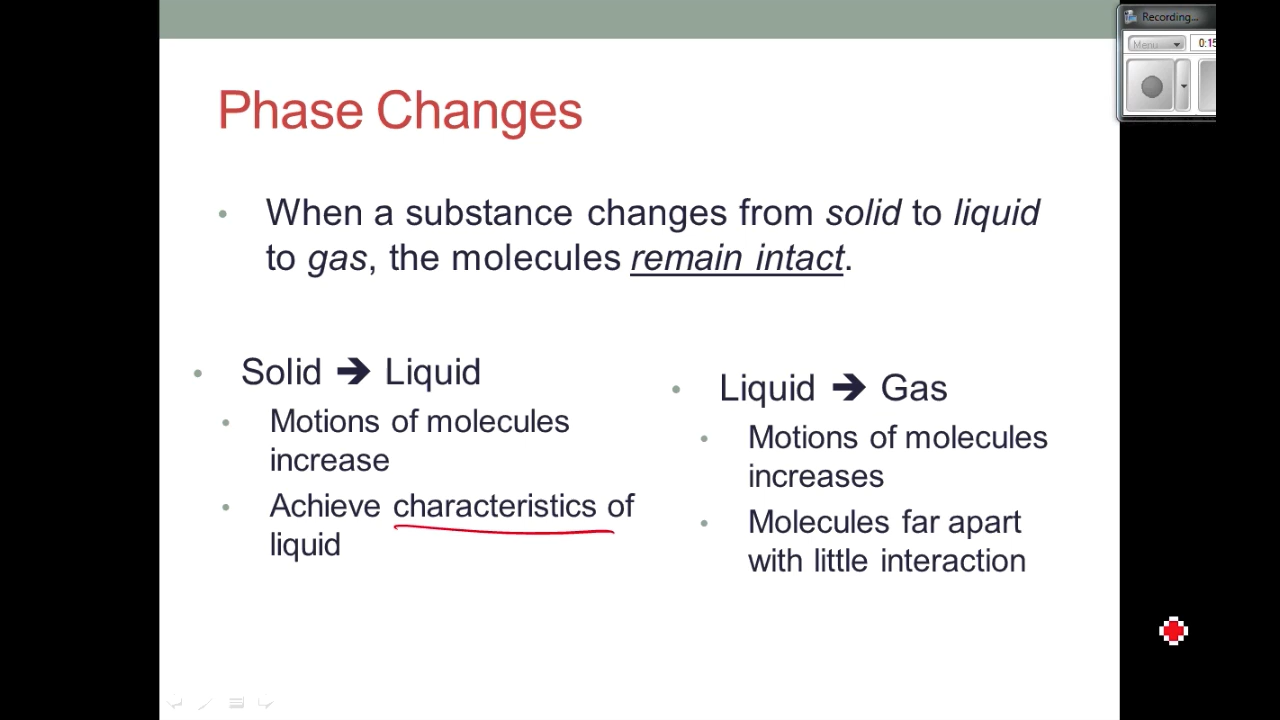 Recording...
Menu
0:15
Phase Changes
• When a substance changes from solid to liquid
to gas, the molecules remain intact.
• Solid ➔ Liquid
• Motions of molecules
increase
• Achieve characteristics of
liquid
• Liquid ➔ Gas
• Motions of molecules
increases
• Molecules far apart
with little interaction